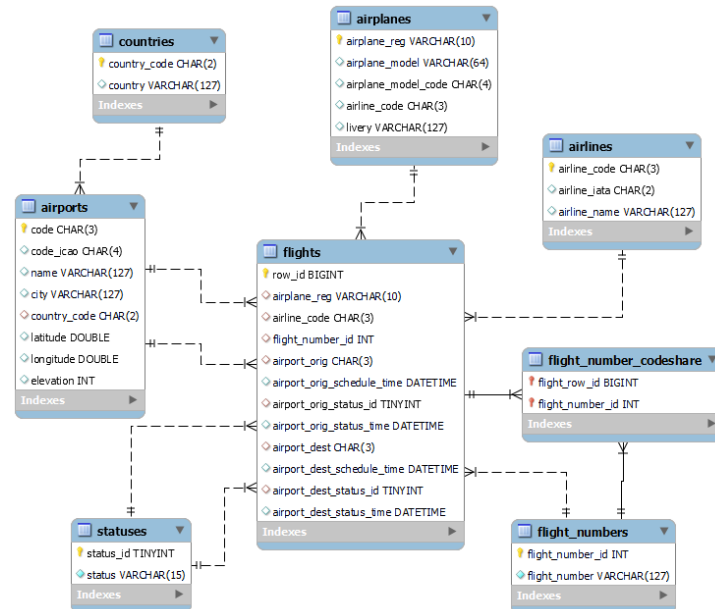 airplanes
airplane_reg VARCHAR(10)
airplane_model VARCHAR(64)
airplane_model_code CHAR(4)
airline_code CHAR(3)
livery VARCHAR(127)
Indexes
countries
country_code CHAR(2)
country VARCHAR(127)
Indexes
airlines
airline_code CHAR(3)
airline_iata CHAR(2)
airline_name VARCHAR(127)
Indexes
airports
code CHAR(3)
code_icao CHAR(4)
name VARCHAR(127)
city VARCHAR(127)
country_code CHAR(2)
latitude DOUBLE
longitude DOUBLE
elevation INT
Indexes
flights
row_id BIGINT
airplane_reg VARCHAR(10)
airline_code CHAR(3)
flight_number_id INT
airport_orig CHAR(3)
airport_orig_schedule_time DATETIME
airport_orig_status_id TINYINT
airport_orig_status_time DATETIME
airport_dest CHAR(3)
airport_dest_schedule_time DATETIME
airport_dest_status_id TINYINT
airport_dest_status_time DATETIME
Indexes
flight_number_codeshare
flight_row_id BIGINT
flight_number_id INT
Indexes
statuses
status_id TINYINT
status VARCHAR(15)
Indexes
flight_numbers
flight_number_id INT
flight_number VARCHAR(127)
Indexes